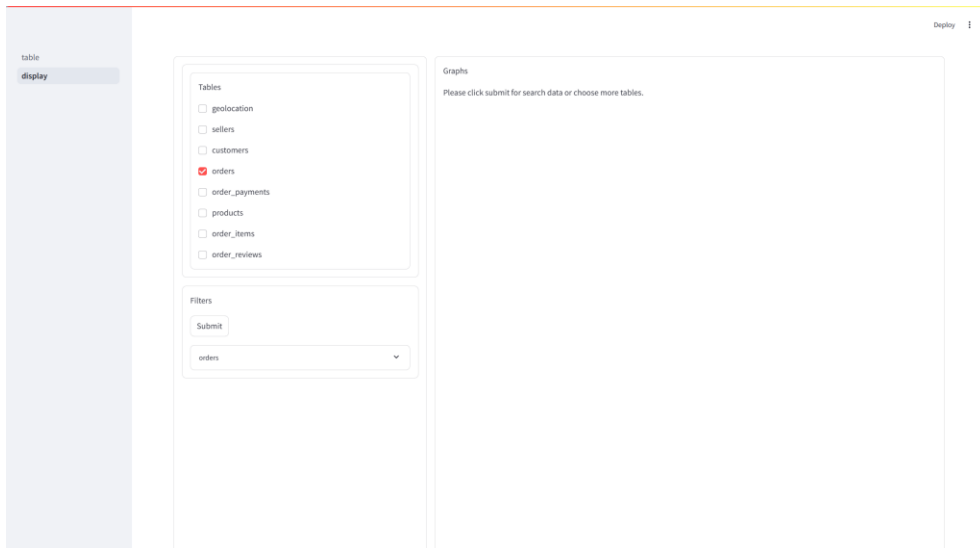 Deploy
table
display
Tables
geolocation
sellers
customers
orders
order_payments
products
order_items
order_reviews
Filters
Submit
orders
Graphs
Please click submit for search data or choose more tables.